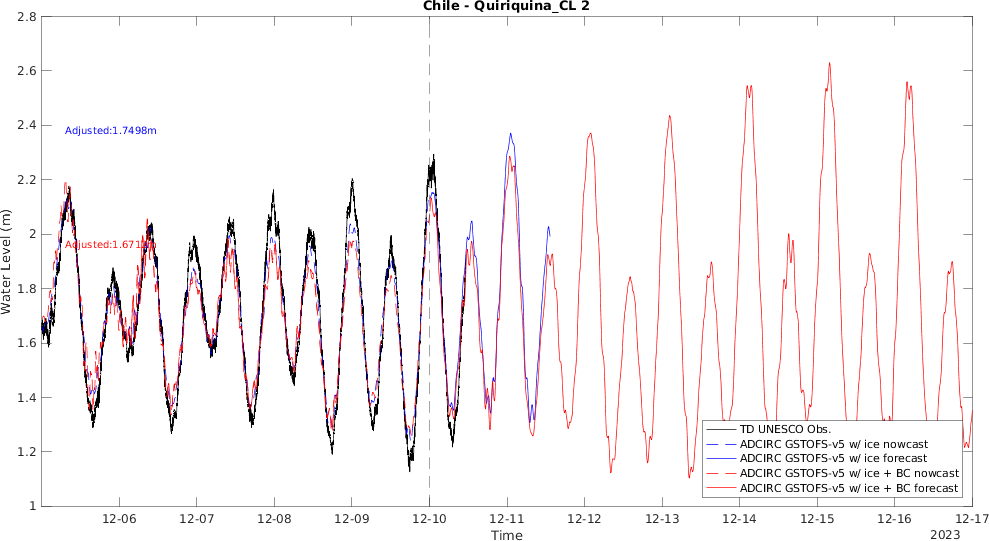 Chile - Quiriquina_CL 2
2.8
2.6
2.4
2.2
2
1.8
1.6
1.4
1.2
1
Water Level (m)
Adjusted:1.7498m
TD UNESCO Obs.
ADCIRC GSTOFS-v5 w/ ice nowcast
ADCIRC GSTOFS-v5 w/ ice forecast
ADCIRC GSTOFS-v5 w/ ice + BC nowcast
ADCIRC GSTOFS-v5 w/ ice + BC forecast
12-06 12-07 12-08 12-09 12-10 12-11 12-12 12-13 12-14 12-15 12-16 12-17
Time
2023